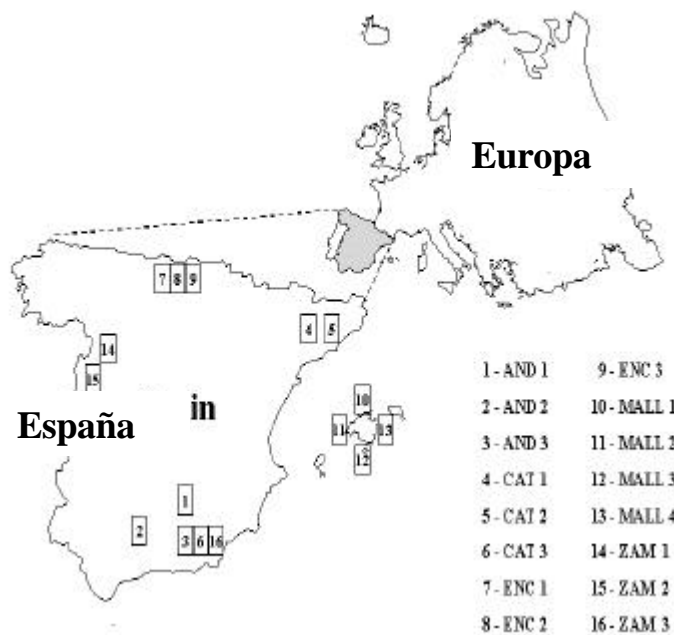 Europa
7 8 9
4 5
14
15
in
España
10
11 13
12
1
2
3 6 16
1 - AND 1
2 - AND 2
3 - AND 3
4 - CAT 1
5 - CAT 2
6 - CAT 3
7 - ENC 1
8 - ENC 2
9 - ENC 3
10 - MALL 1
11 - MALL 2
12 - MALL 3
13 - MALL 4
14 - ZAM 1
15 - ZAM 2
16 - ZAM 3